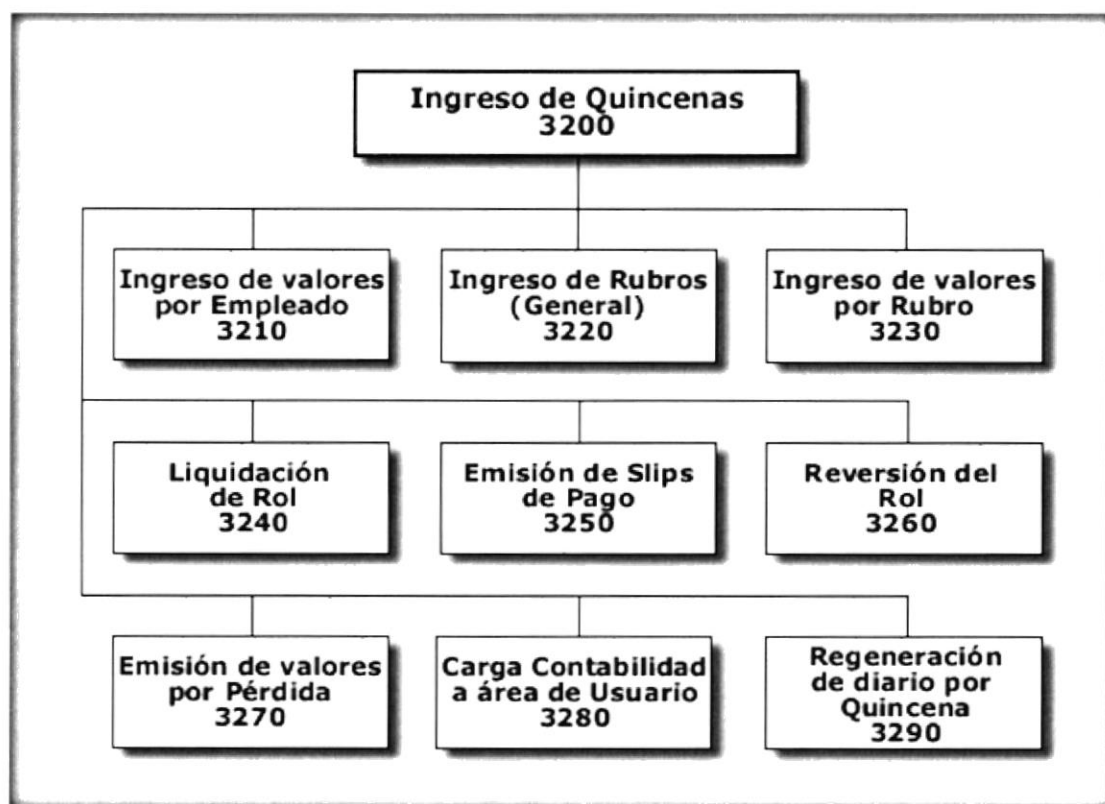 Ingreso de Quincenas
3200
Ingreso de valores
por Empleado
3210
Ingreso de Rubros
(General)
3220
Ingreso de valores
por Rubro
3230
Liquidación
de Rol
3240
Emisión de Slips
de Pago
3250
Reversión del
Rol
3260
Emisión de valores
por Pérdida
3270
Carga Contabilidad
a área de Usuario
3280
Regeneración
de diario por
Quincena
3290